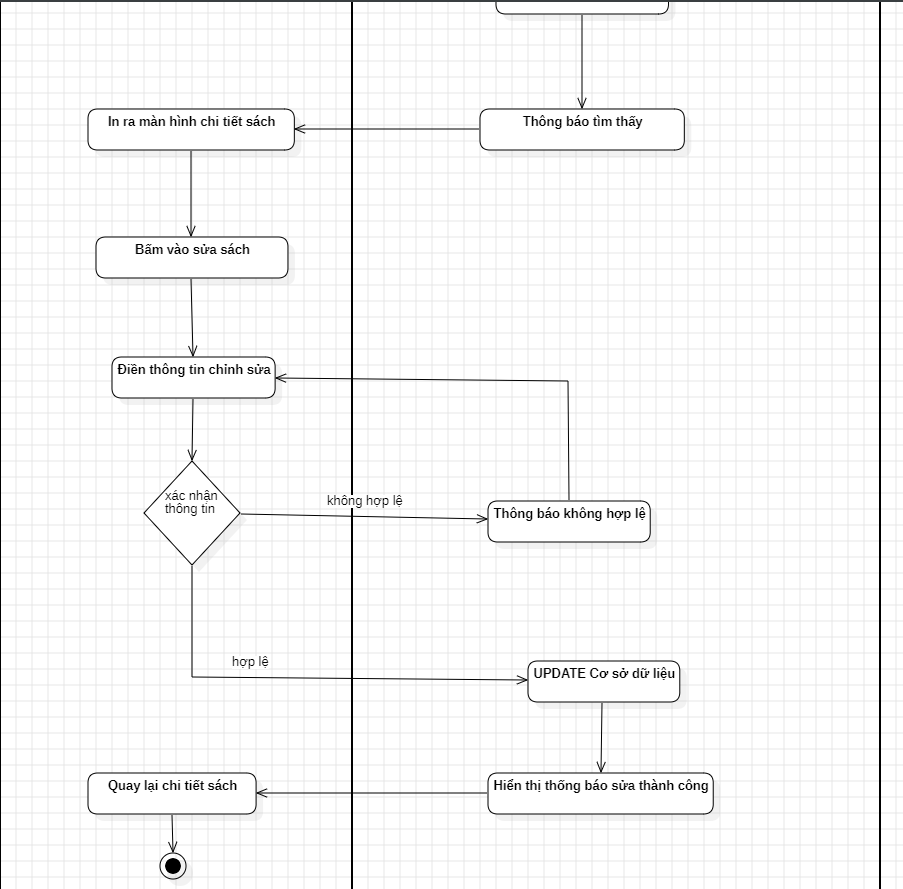 In ra màn hình chi tiết sách
Thông báo tìm thấy
Bấm vào sửa sách
Điền thông tin chỉnh sửa
xác nhận
thông tin
không hợp lệ
Thông báo không hợp lệ
hợp lệ
UPDATE Cơ sở dữ liệu
Quay lại chi tiết sách
Hiển thị thống báo sửa thành công